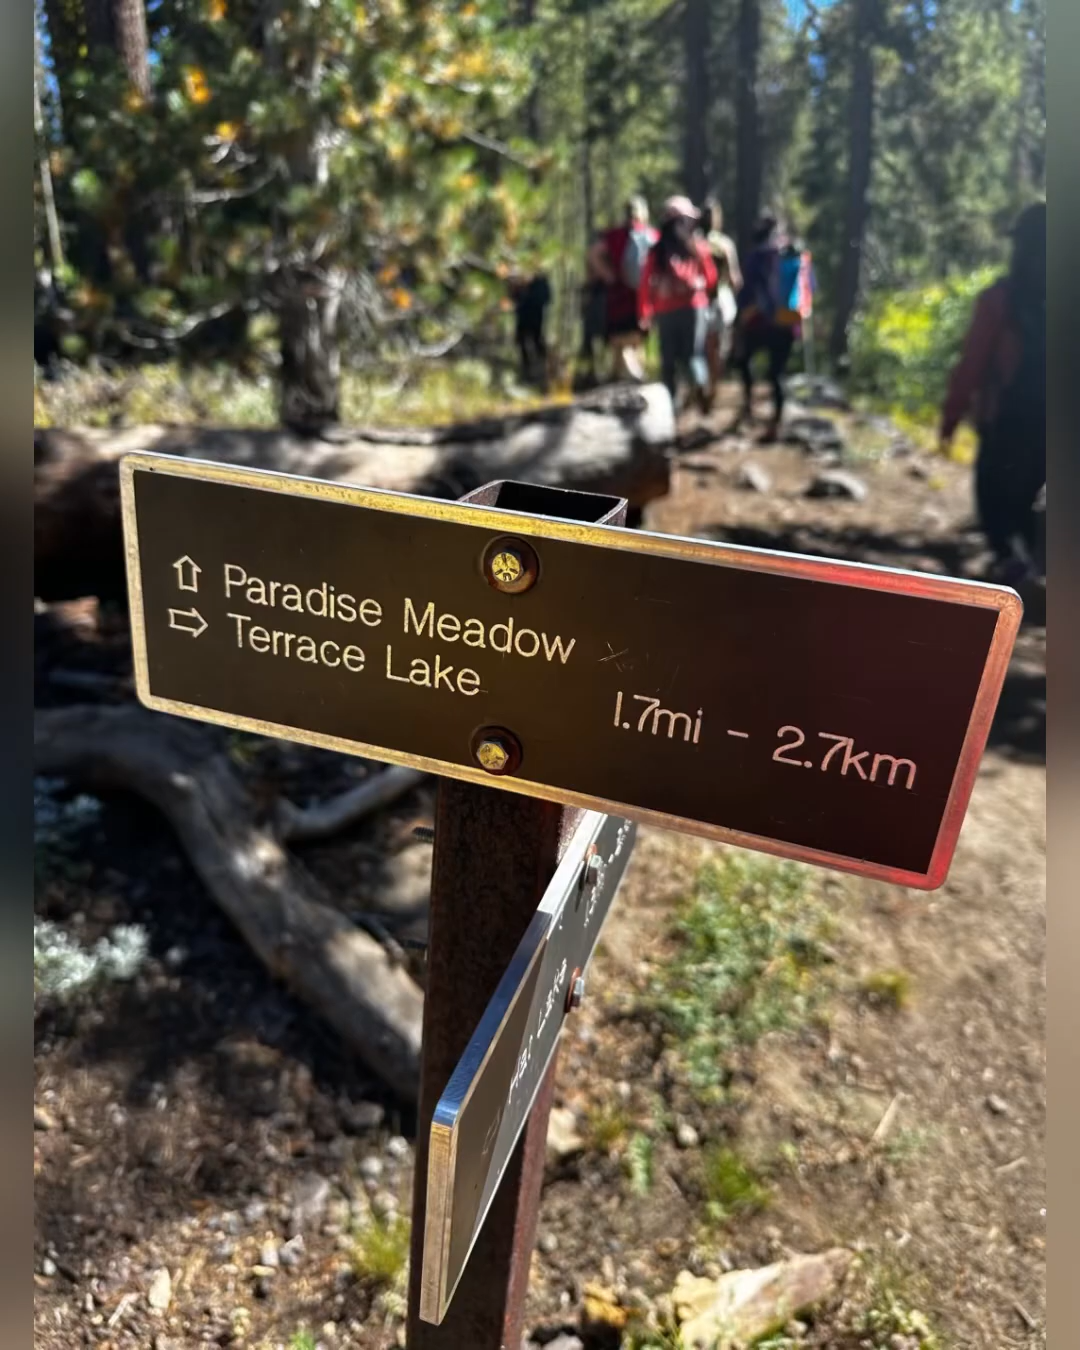 ⇧ Paradise Meadow
⇨ Terrace Lake
1.7mi - 2.7km